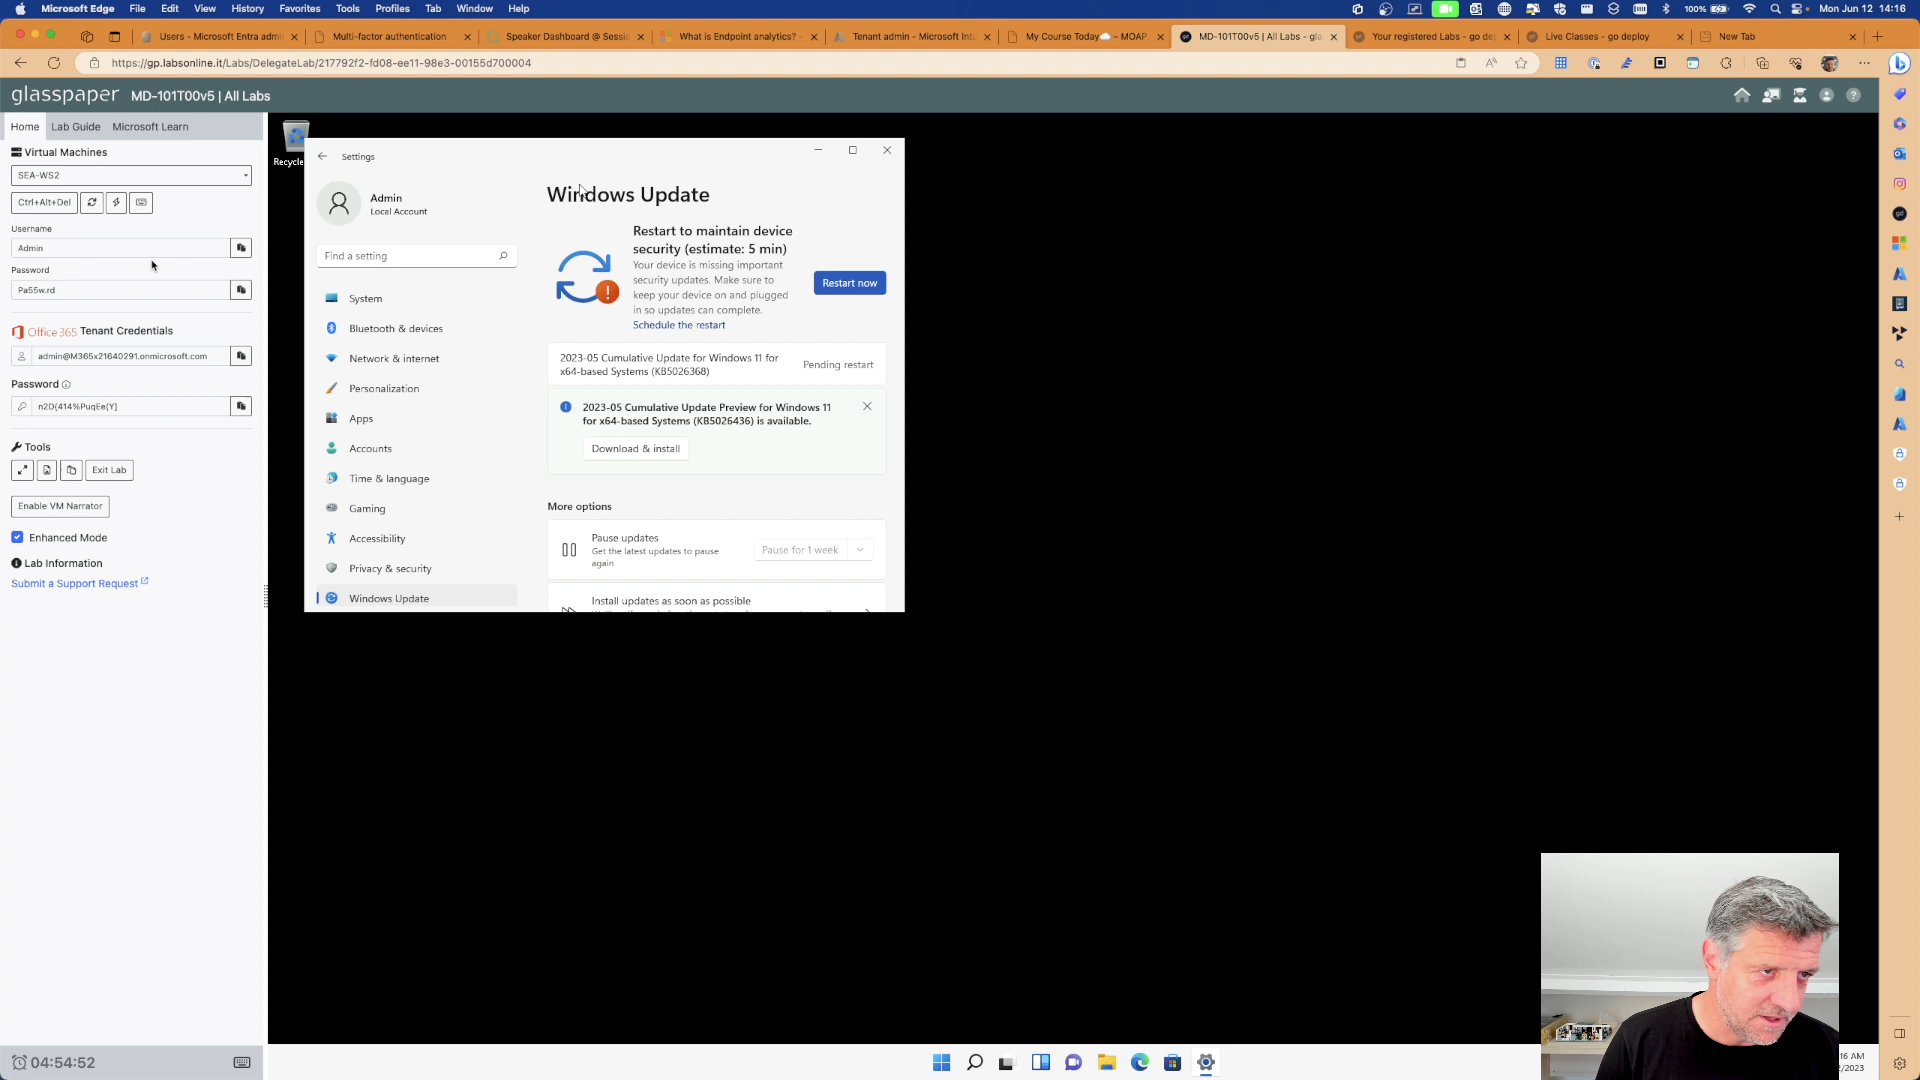 Microsoft Edge File Edit View History Favorites Tools Profiles Tab Window Help
100% Mon Jun 12 14:16
Users - Microsoft Entra admin
Multi-factor authentication
Speaker Dashboard @ Sessio
What is Endpoint analytics? -
Tenant admin - Microsoft Intu
My Course Today☁️ – MOAP
MD-101T00v5 | All Labs - gla
Your registered Labs - go de
Live Classes - go deploy
New Tab
https://gp.labsonline.it/Labs/DelegateLab/217792f2-fd08-ee11-98e3-00155d700004
glasspaper MD-101T00v5 | All Labs
Home Lab Guide Microsoft Learn
Virtual Machines
SEA-WS2
Ctrl+Alt+Del
Username
Admin
Password
Pa55w.rd
Office 365 Tenant Credentials
admin@M365x21640291.onmicrosoft.com
Password
n2D{414%PuqEe(Y]
Tools
Exit Lab
Enable VM Narrator
Enhanced Mode
Lab Information
Submit a Support Request
04:54:52
Recycle
Settings
Admin
Local Account
Find a setting
System
Bluetooth & devices
Network & internet
Personalization
Apps
Accounts
Time & language
Gaming
Accessibility
Privacy & security
Windows Update
Windows Update
Restart to maintain device
security (estimate: 5 min)
Your device is missing important
security updates. Make sure to
keep your device on and plugged
in so updates can complete.
Schedule the restart
Restart now
2023-05 Cumulative Update for Windows 11 for
x64-based Systems (KB5026368)
Pending restart
2023-05 Cumulative Update Preview for Windows 11
for x64-based Systems (KB5026436) is available.
Download & install
More options
Pause updates
Get the latest updates to pause
again
Pause for 1 week
Install updates as soon as possible
16 AM
2/2023